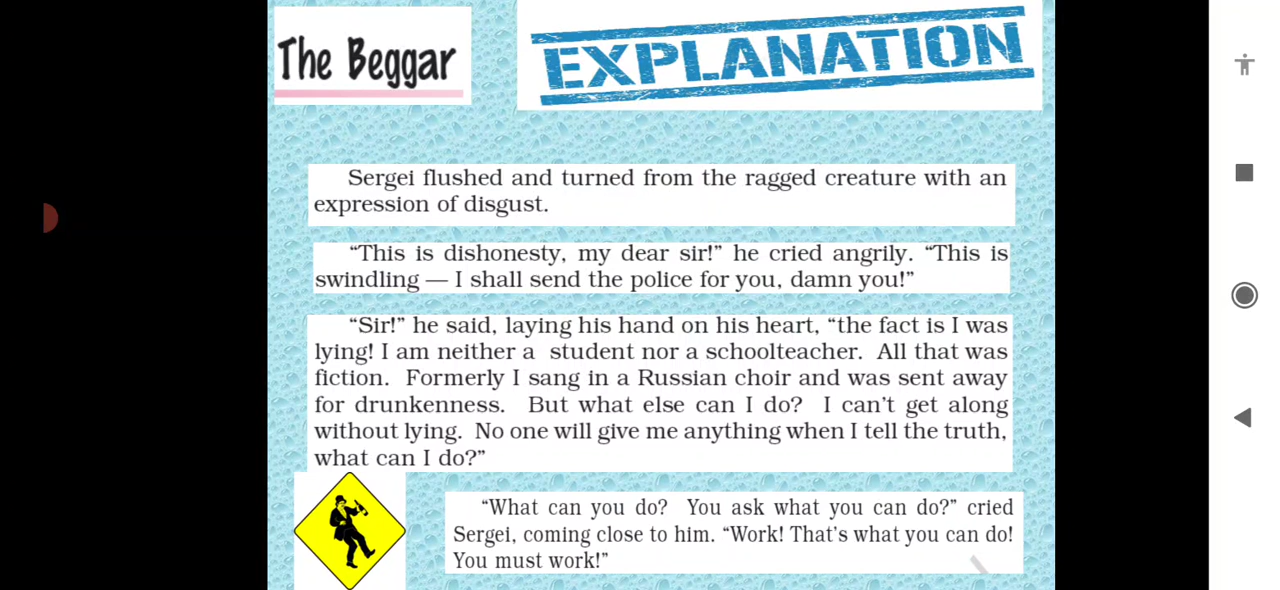 The Beggar
EXPLANATION
Sergei flushed and turned from the ragged creature with an
expression of disgust.
“This is dishonesty, my dear sir!” he cried angrily. “This is
swindling — I shall send the police for you, damn you!”
“Sir!” he said, laying his hand on his heart, “the fact is I was
lying! I am neither a student nor a schoolteacher. All that was
fiction. Formerly I sang in a Russian choir and was sent away
for drunkenness. But what else can I do? I can’t get along
without lying. No one will give me anything when I tell the truth,
what can I do?”
“What can you do? You ask what you can do?” cried
Sergei, coming close to him. “Work! That’s what you can do!
You must work!”